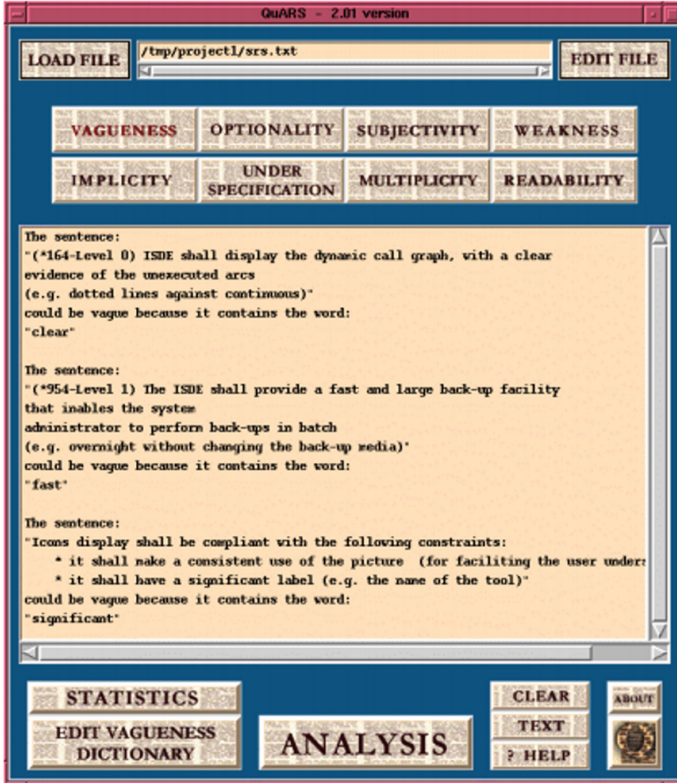 QuARS - 2.01 version
LOAD FILE
/tmp/project1/srs.txt
EDIT FILE
VAGUENESS
OPTIONALITY
SUBJECTIVITY
WEAKNESS
IMPLICITY
UNDER
SPECIFICATION
MULTIPLICITY
READABILITY
The sentence:
"(*164-Level 0) ISDE shall display the dynamic call graph, with a clear
evidence of the unexecuted arcs
(e.g. dotted lines against continuous)"
could be vague because it contains the word:
"clear"
The sentence:
"(*954-Level 1) The ISDE shall provide a fast and large back-up facility
that inables the system
administrator to perform back-ups in batch
(e.g. overnight without changing the back-up media)"
could be vague because it contains the word:
"fast"
The sentence:
"Icons display shall be compliant with the following constraints:
* it shall make a consistent use of the picture (for faciliting the user under
* it shall have a significant label (e.g. the name of the tool)"
could be vague because it contains the word:
"significant"
STATISTICS
EDIT VAGUENESS
DICTIONARY
ANALYSIS
CLEAR
TEXT
? HELP
ABOUT